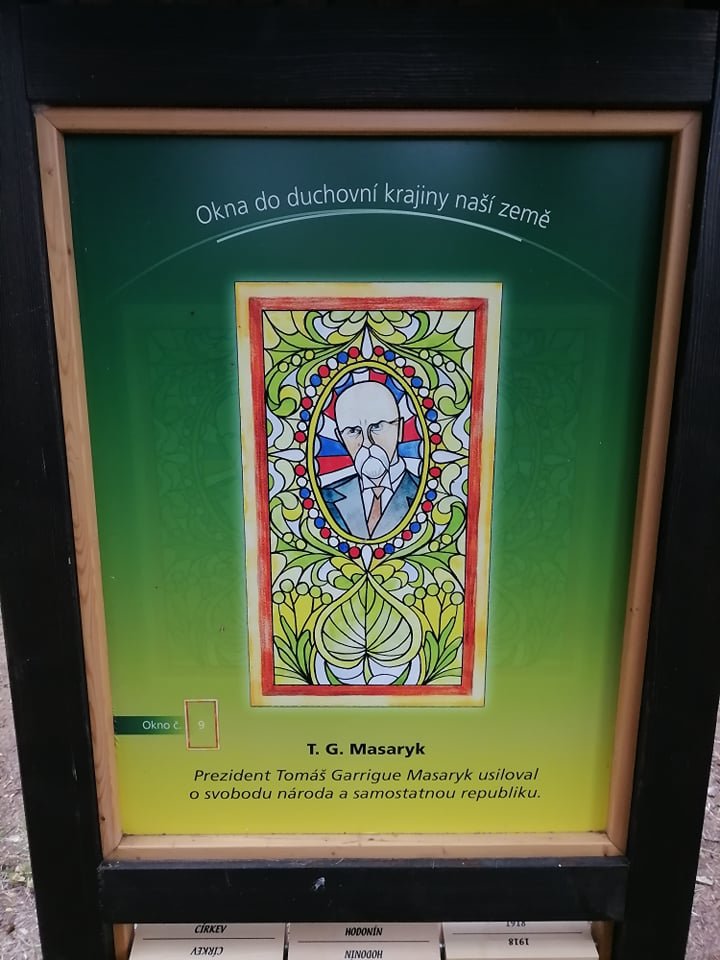 Okna do duchovní krajiny naší země
Okno č. 9
T. G. Masaryk
Prezident Tomáš Garrigue Masaryk usiloval
o svobodu národa a samostatnou republiku.
CÍRKEV HODONÍN 1918
CÍRKEV HODONÍN 1918